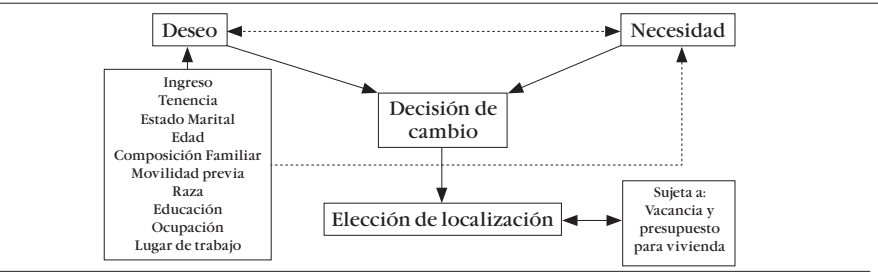 Deseo
Necesidad
Ingreso
Tenencia
Estado Marital
Edad
Composición Familiar
Movilidad previa
Raza
Educación
Ocupación
Lugar de trabajo
Decisión de
cambio
Elección de localización
Sujeta a:
Vacancia y
presupuesto
para vivienda